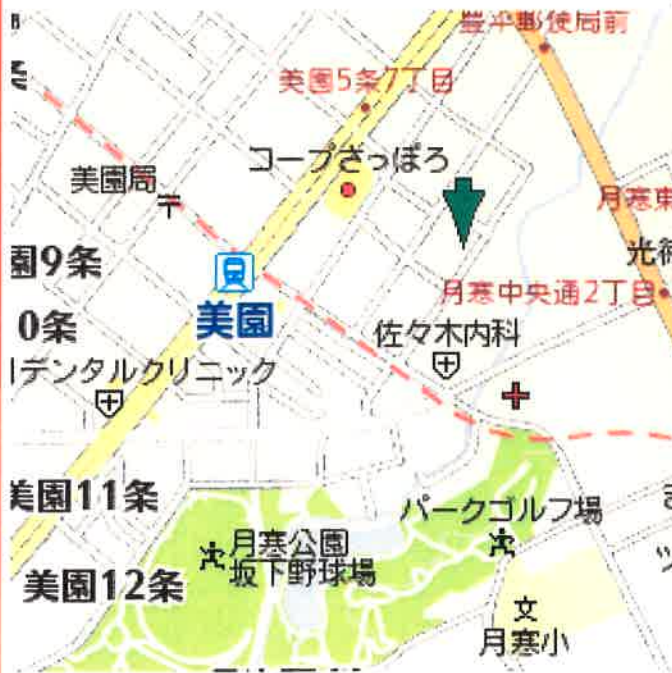 豊平郵便局前
条
美園5条7丁目
コープさっぽろ
美園局
月寒東
園9条
光
月寒中央通2丁目
美園
0条
佐々木内科
デンタルクリニック
美園11条
パークゴルフ場
月寒公園
坂下野球場
美園12条
文
月寒小